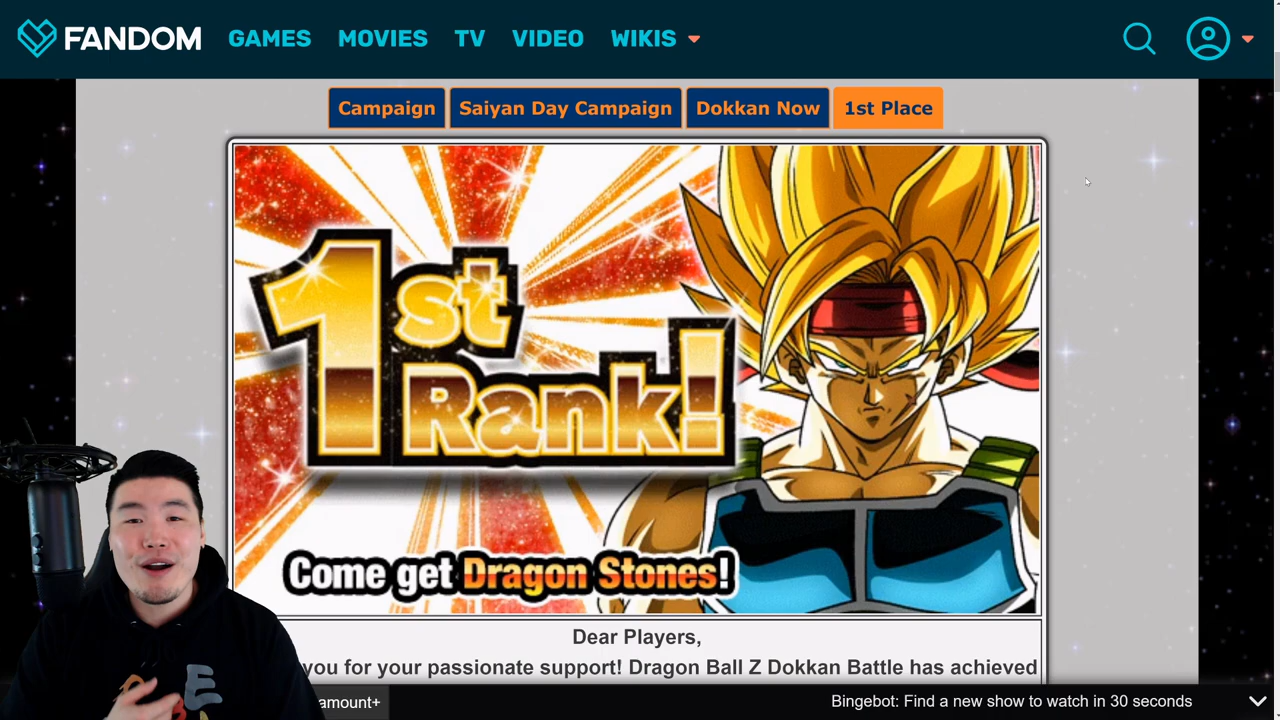 FANDOM GAMES MOVIES TV VIDEO WIKIS
Campaign Saiyan Day Campaign Dokkan Now 1st Place
1st
Rank!
Come get Dragon Stones!
Dear Players,
you for your passionate support! Dragon Ball Z Dokkan Battle has achieved
amount+ Bingebot: Find a new show to watch in 30 seconds